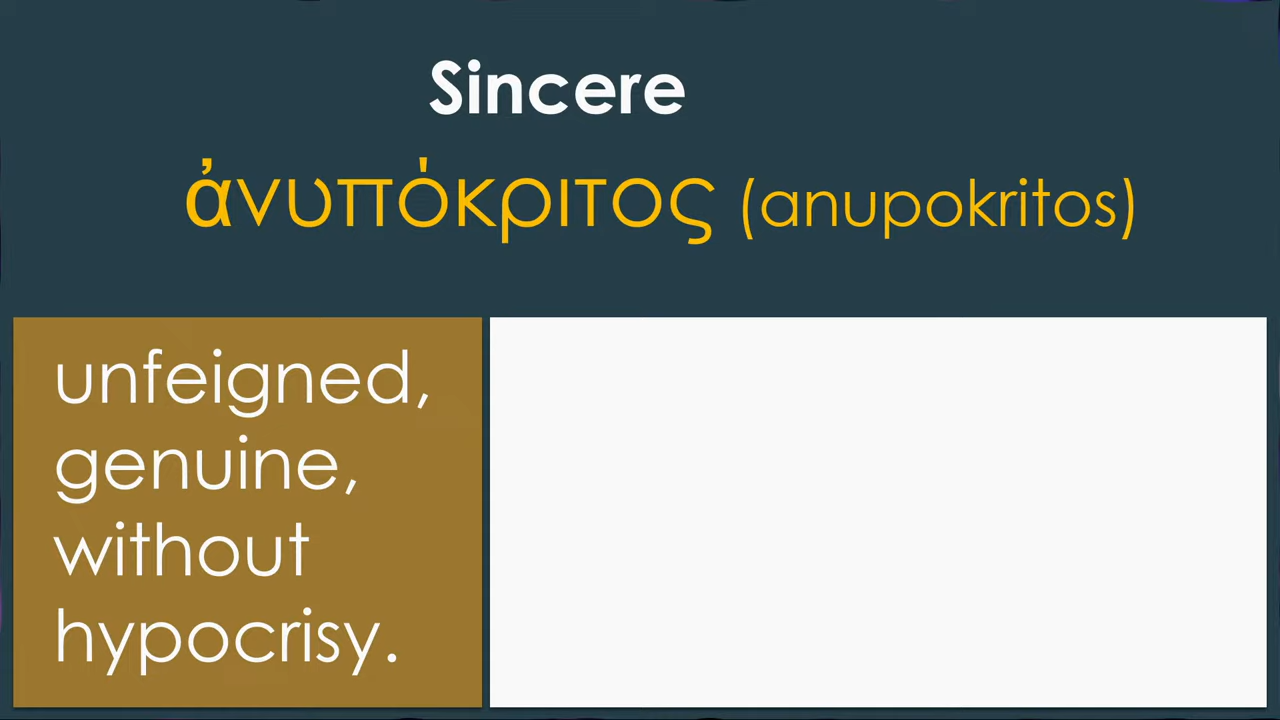 Sincere
ἀνυπόκριτος (anupokritos)
unfeigned,
genuine,
without
hypocrisy.